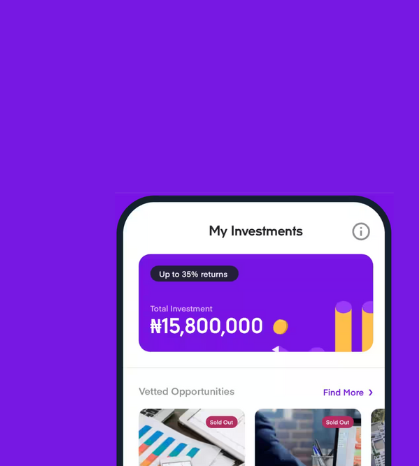 My Investments
Up to 35% returns
Total Investment
₦15,800,000
Vetted Opportunities
Find More
Sold Out
Sold Out